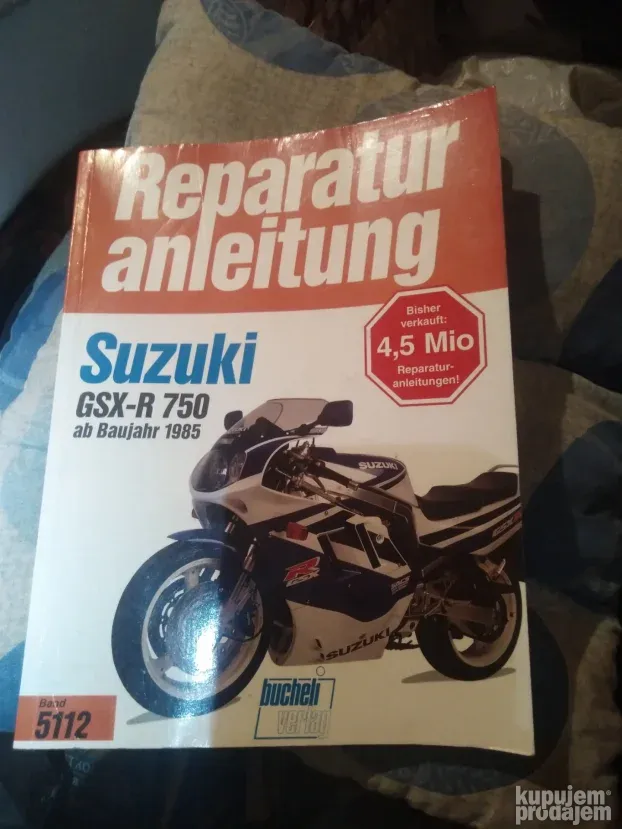 Reparatur
anleitung
Bisher
verkauft:
4,5 Mio
Reparatur-
anleitungen!
Suzuki
GSX-R 750
ab Baujahr 1985
SUZUKI
R
SUZUKI
Band
5112
bucheli
verlag
kupujem
prodajem